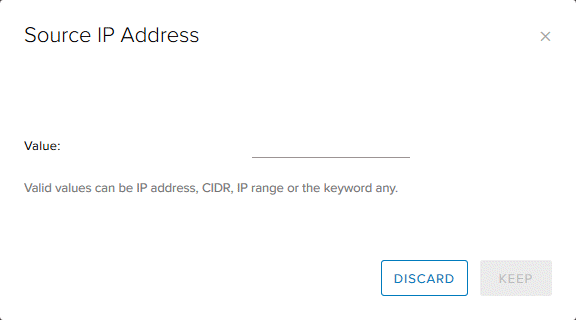 Source IP Address
Value:
Valid values can be IP address, CIDR, IP range or the keyword any.
DISCARD
KEEP